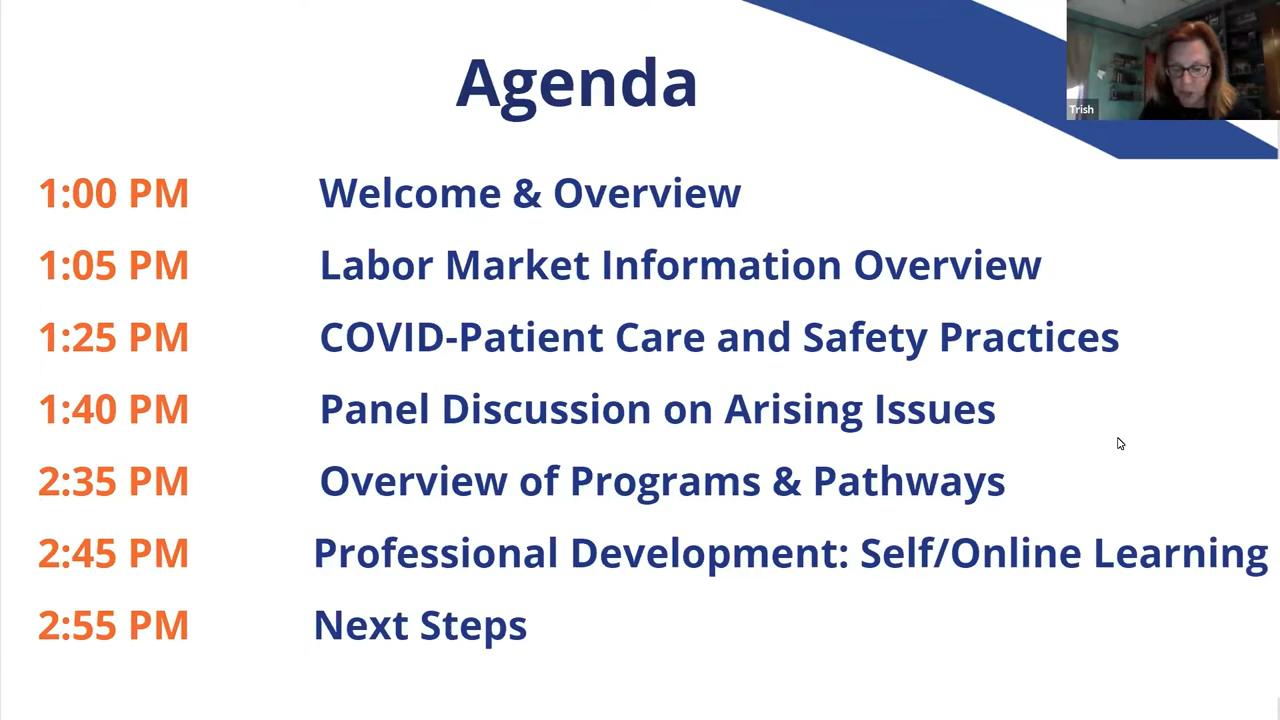 Agenda
Trish
1:00 PM Welcome & Overview
1:05 PM Labor Market Information Overview
1:25 PM COVID-Patient Care and Safety Practices
1:40 PM Panel Discussion on Arising Issues
2:35 PM Overview of Programs & Pathways
2:45 PM Professional Development: Self/Online Learning
2:55 PM Next Steps